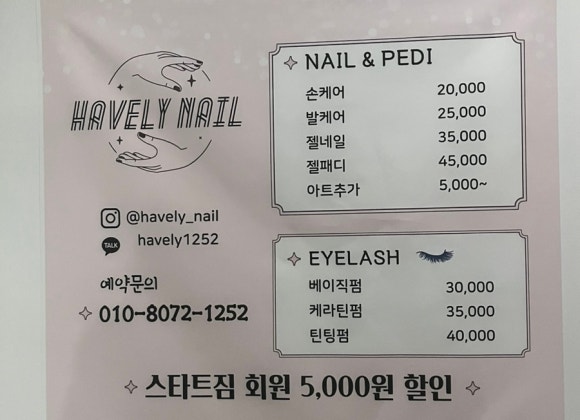 HAVELY NAIL
@havely_nail
TALK havely1252
예약문의
010-8072-1252
NAIL & PEDI
손케어 20,000
발케어 25,000
젤네일 35,000
젤패디 45,000
아트추가 5,000~
EYELASH
베이직펌 30,000
케라틴펌 35,000
틴팅펌 40,000
스타트짐 회원 5,000원 할인